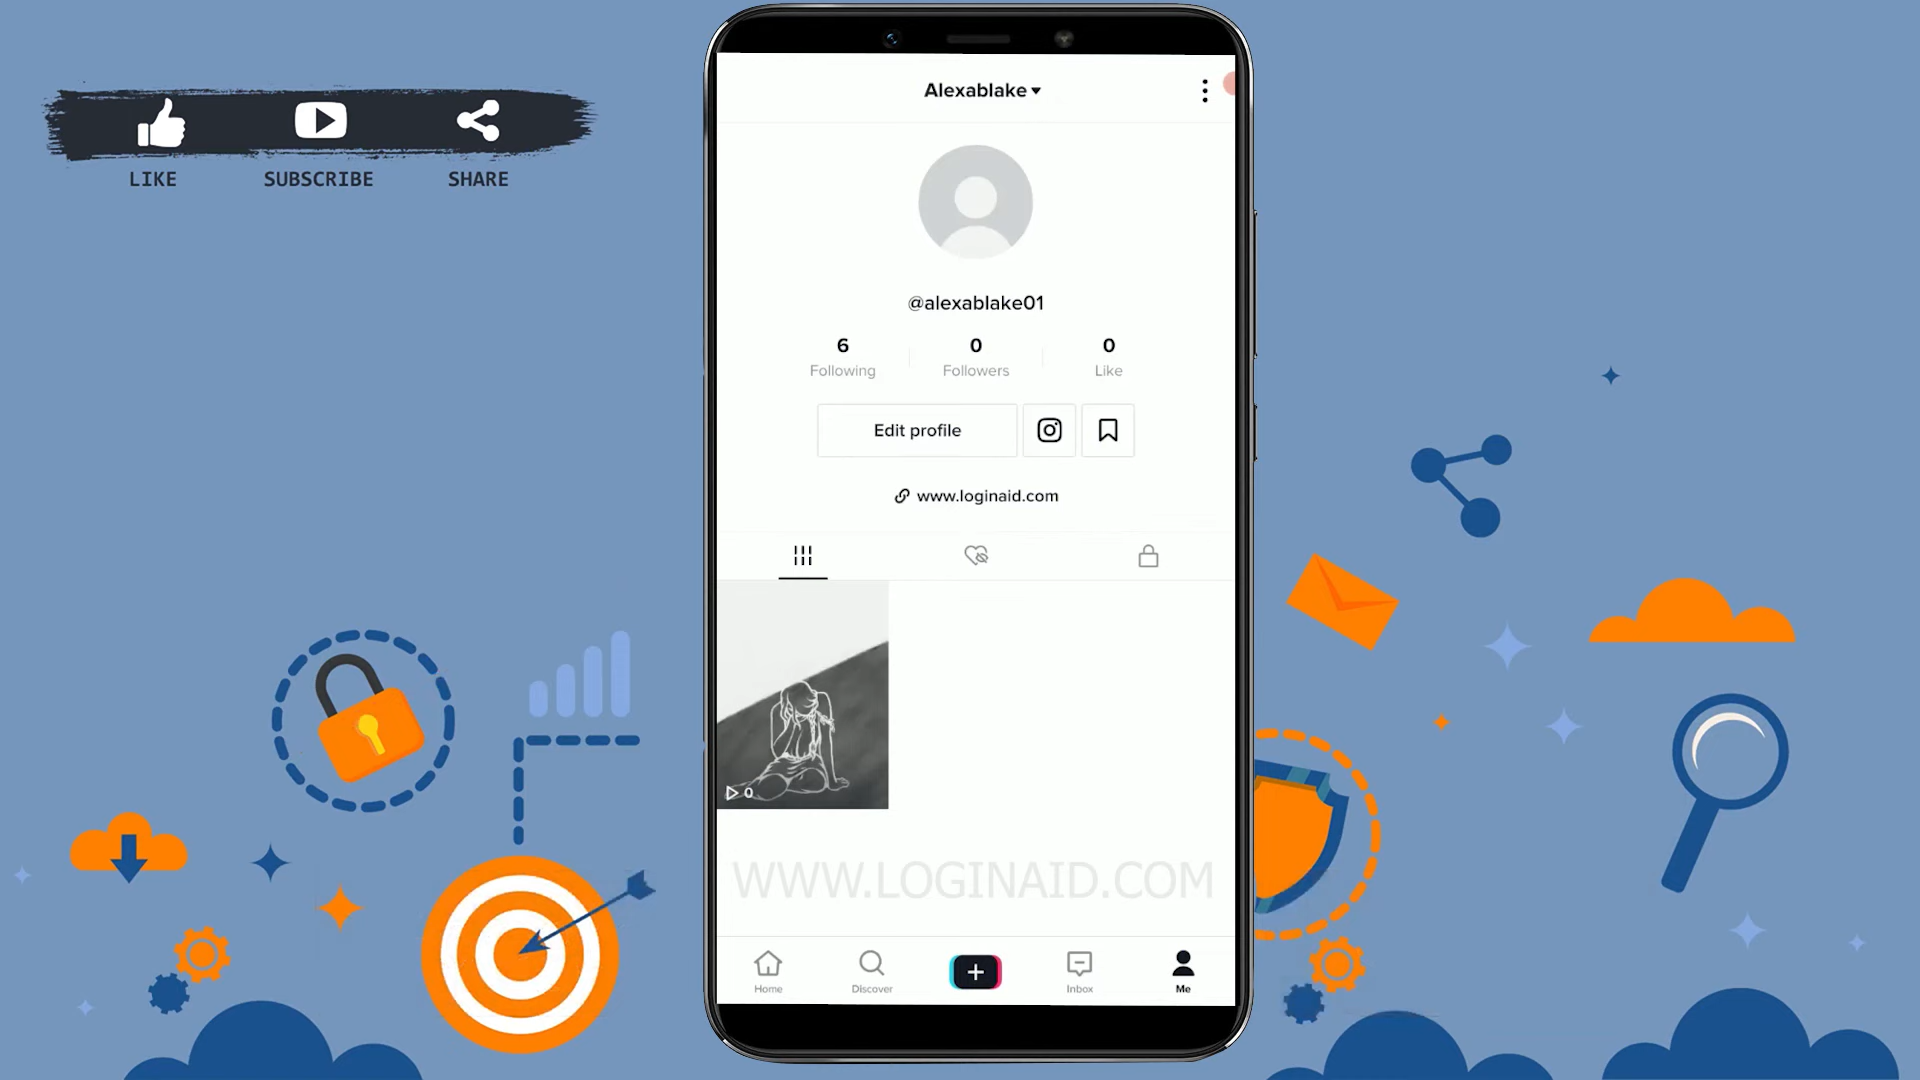 LIKE SUBSCRIBE SHARE
Alexablake
@alexablake01
6 0 0
Following Followers Like
Edit profile
www.loginaid.com
0
WWW.LOGINAID.COM
Home Discover Inbox Me